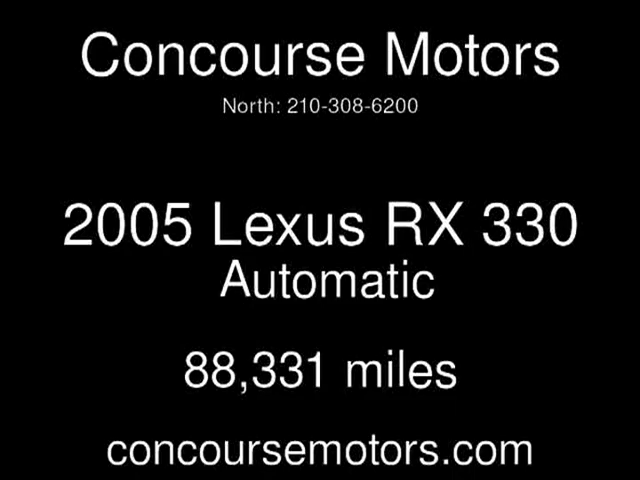 Concourse Motors
North: 210-308-6200
2005 Lexus RX 330
Automatic
88,331 miles
concoursemotors.com